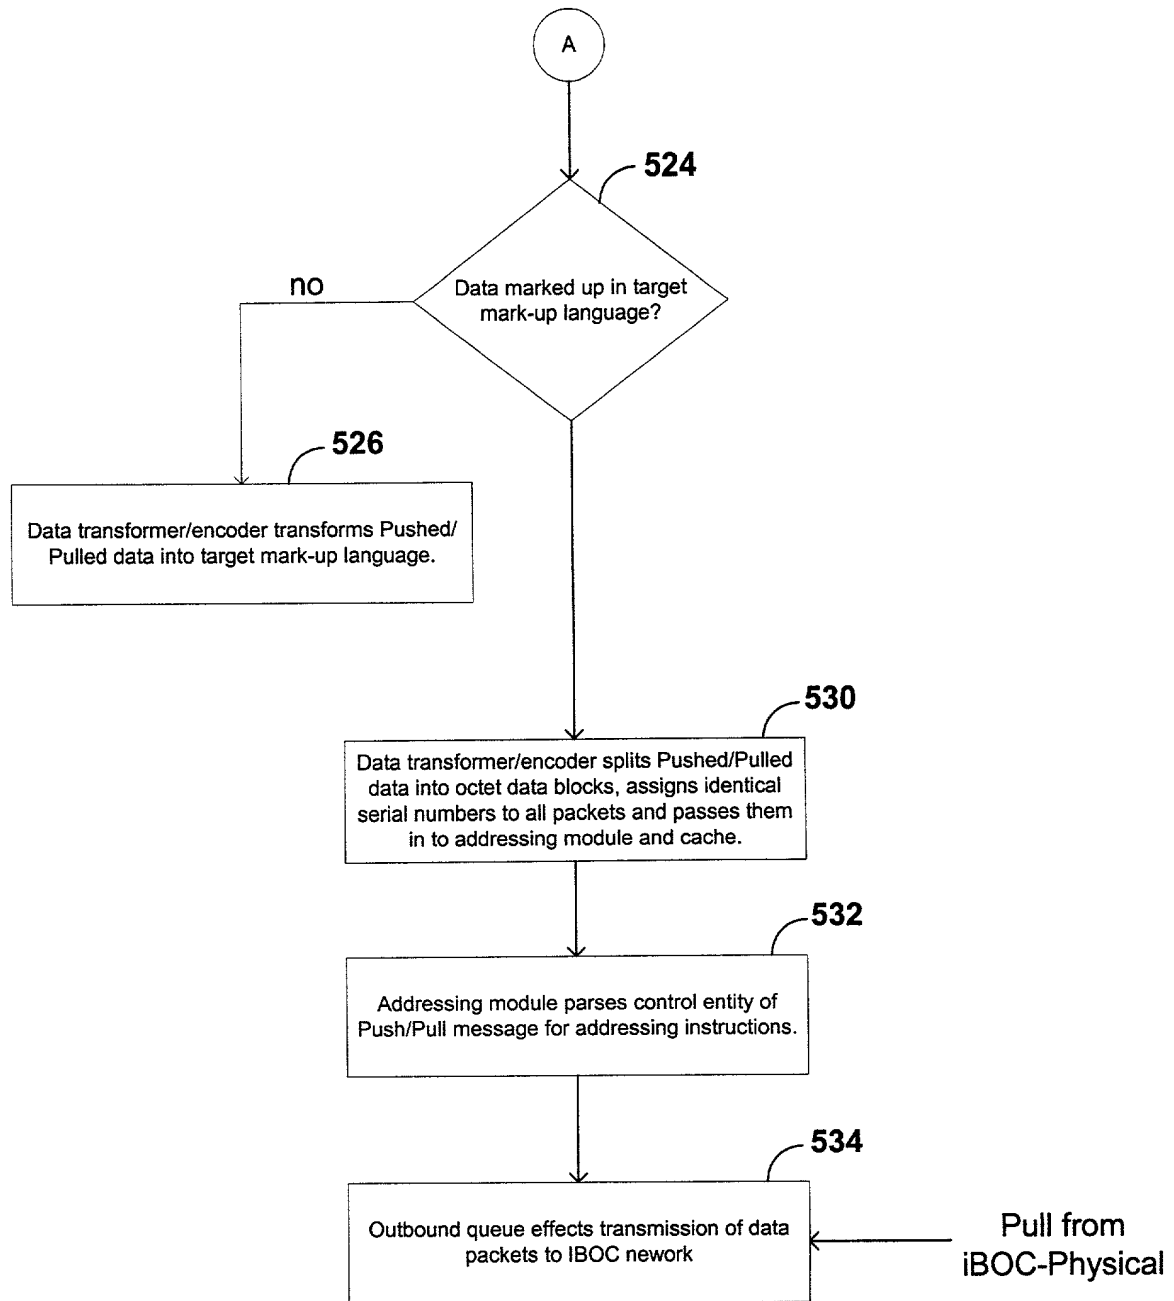 A
524
Data marked up in target
mark-up language?
no
526
Data transformer/encoder transforms Pushed/
Pulled data into target mark-up language.
530
Data transformer/encoder splits Pushed/Pulled
data into octet data blocks, assigns identical
serial numbers to all packets and passes them
in to addressing module and cache.
532
Addressing module parses control entity of
Push/Pull message for addressing instructions.
534
Outbound queue effects transmission of data
packets to IBOC nework
Pull from
iBOC-Physical